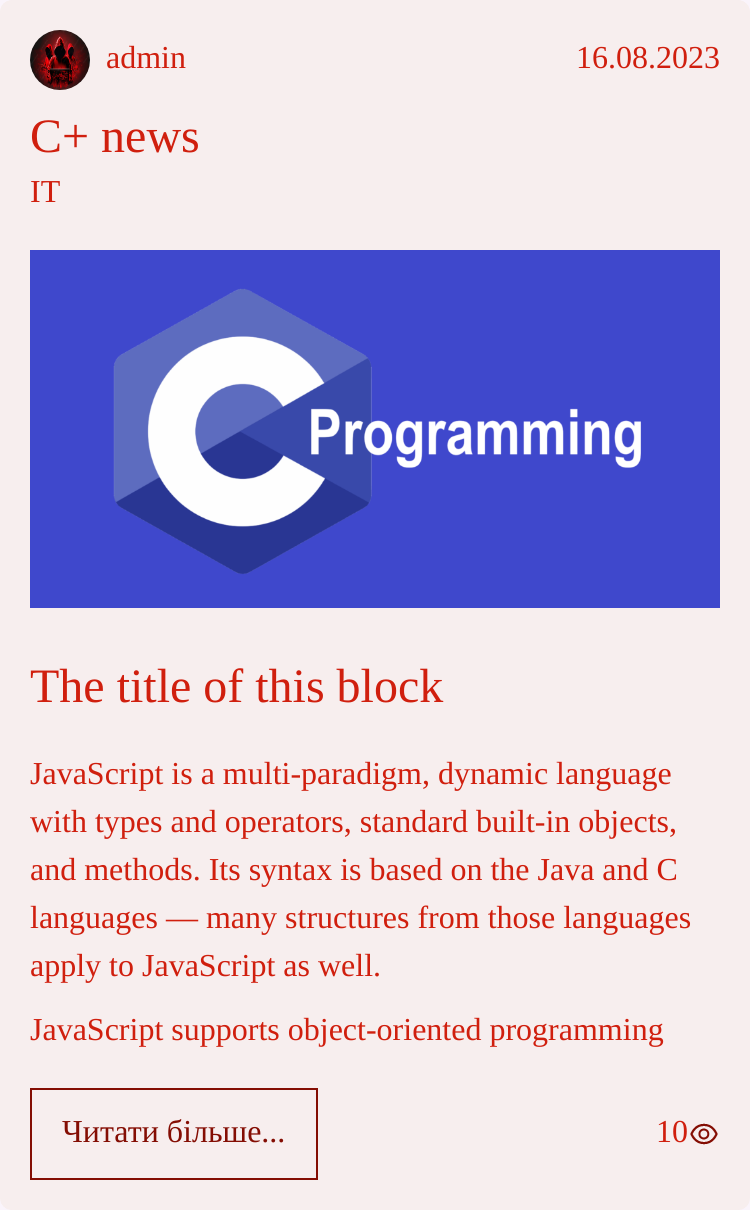 admin
16.08.2023
C+ news
IT
C Programming
The title of this block
JavaScript is a multi-paradigm, dynamic language
with types and operators, standard built-in objects,
and methods. Its syntax is based on the Java and C
languages — many structures from those languages
apply to JavaScript as well.
JavaScript supports object-oriented programming
Читати більше...
10